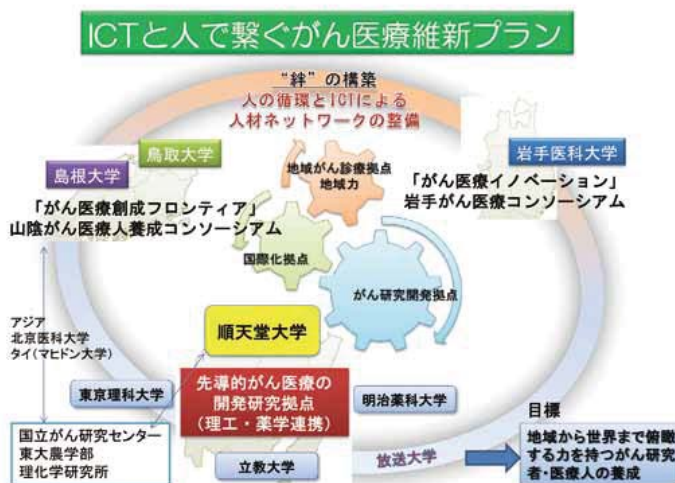 ICTと人で繋ぐがん医療維新プラン
“絆”の構築
人の循環とICTによる
人材ネットワークの整備
鳥取大学
島根大学
岩手医科大学
「がん医療創成フロンティア」
山陰がん医療人養成コンソーシアム
「がん医療イノベーション」
岩手がん医療コンソーシアム
地域がん診療拠点
地域力
国際化拠点
がん研究開発拠点
順天堂大学
アジア
北京医科大学
タイ(マヒドン大学)
東京理科大学
先導的がん医療の
開発研究拠点
(理工・薬学連携)
明治薬科大学
国立がん研究センター
東大農学部
理化学研究所
立教大学
放送大学
目標
地域から世界まで俯瞰
する力を持つがん研究
者・医療人の養成